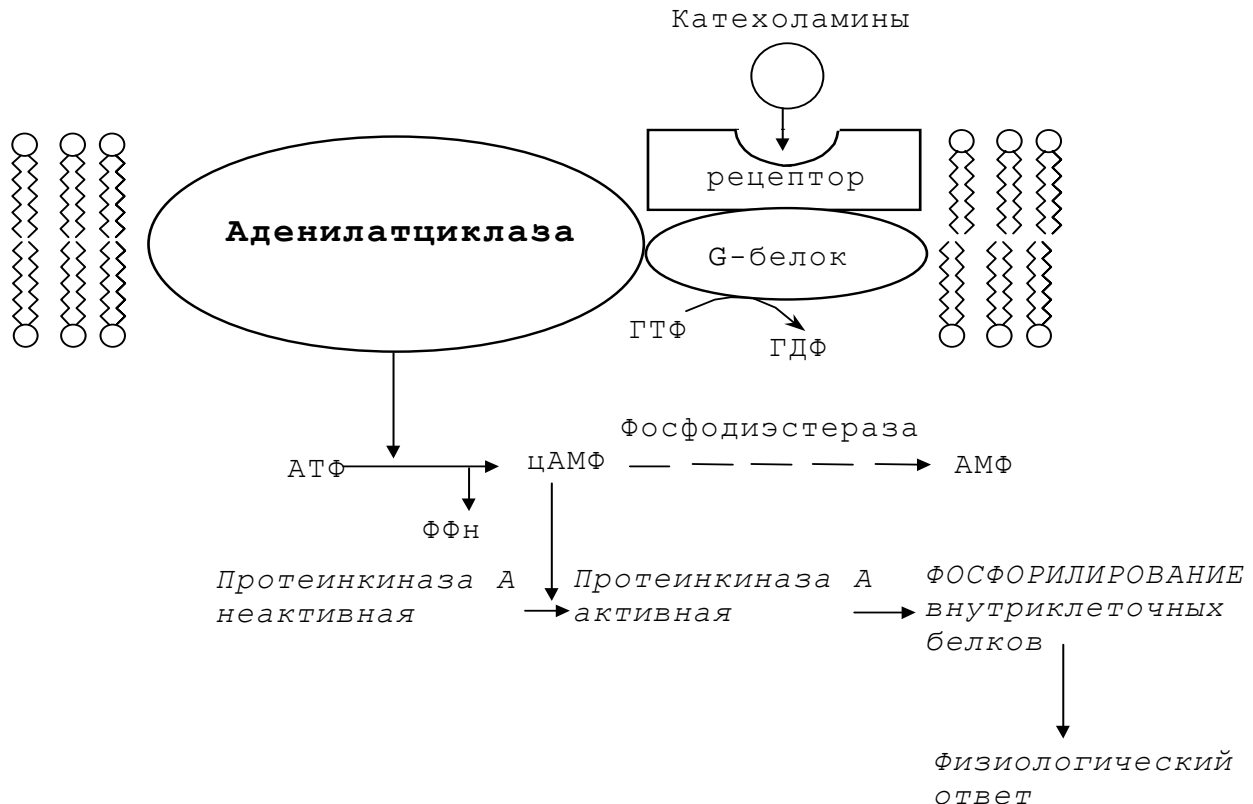 Катехоламины
рецептор
Аденилатциклаза
G-белок
ГТФ
ГДФ
Фосфодиэстераза
АТФ
цАМФ
АМФ
ФФн
Протеинкиназа А
неактивная
Протеинкиназа А
активная
ФОСФОРИЛИРОВАНИЕ
внутриклеточных
белков
Физиологический
ответ